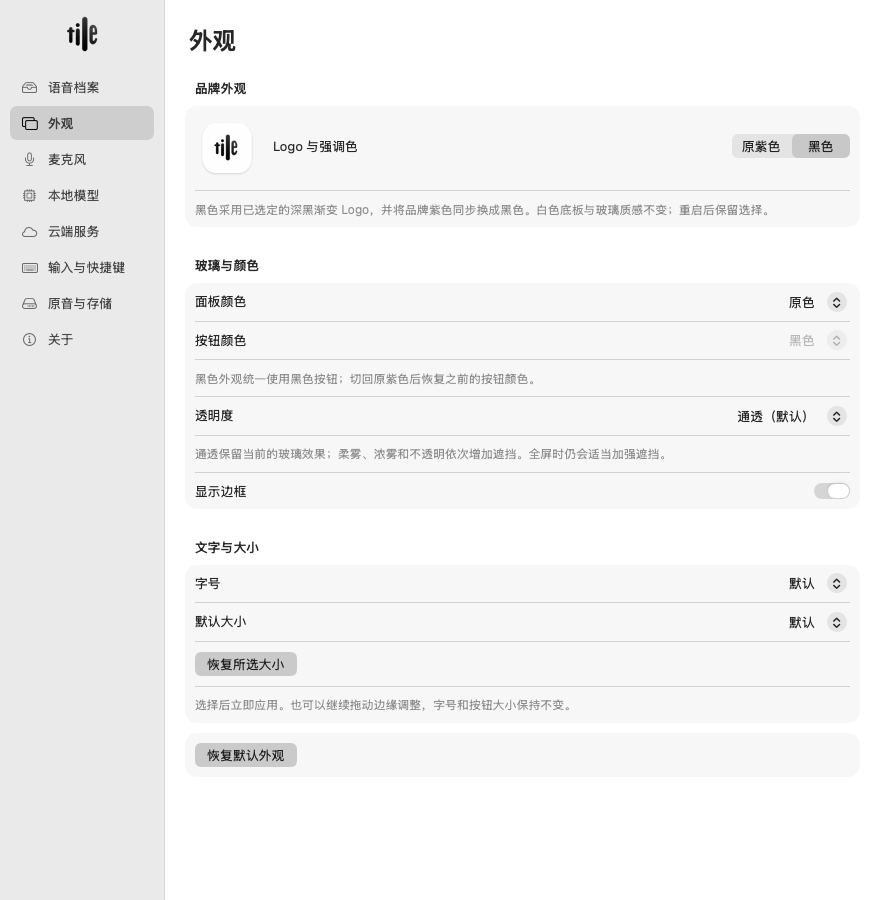 tile
语音档案
外观
麦克风
本地模型
云端服务
输入与快捷键
原音与存储
关于
外观
品牌外观
tile
Logo 与强调色
原紫色
黑色
黑色采用已选定的深黑渐变 Logo，并将品牌紫色同步换成黑色。白色底板与玻璃质感不变；重启后保留选择。
玻璃与颜色
面板颜色
原色
按钮颜色
黑色
黑色外观统一使用黑色按钮；切回原紫色后恢复之前的按钮颜色。
透明度
通透（默认）
通透保留当前的玻璃效果；柔雾、浓雾和不透明依次增加遮挡。全屏时仍会适当加强遮挡。
显示边框
文字与大小
字号
默认
默认大小
默认
恢复所选大小
选择后立即应用。也可以继续拖动边缘调整，字号和按钮大小保持不变。
恢复默认外观